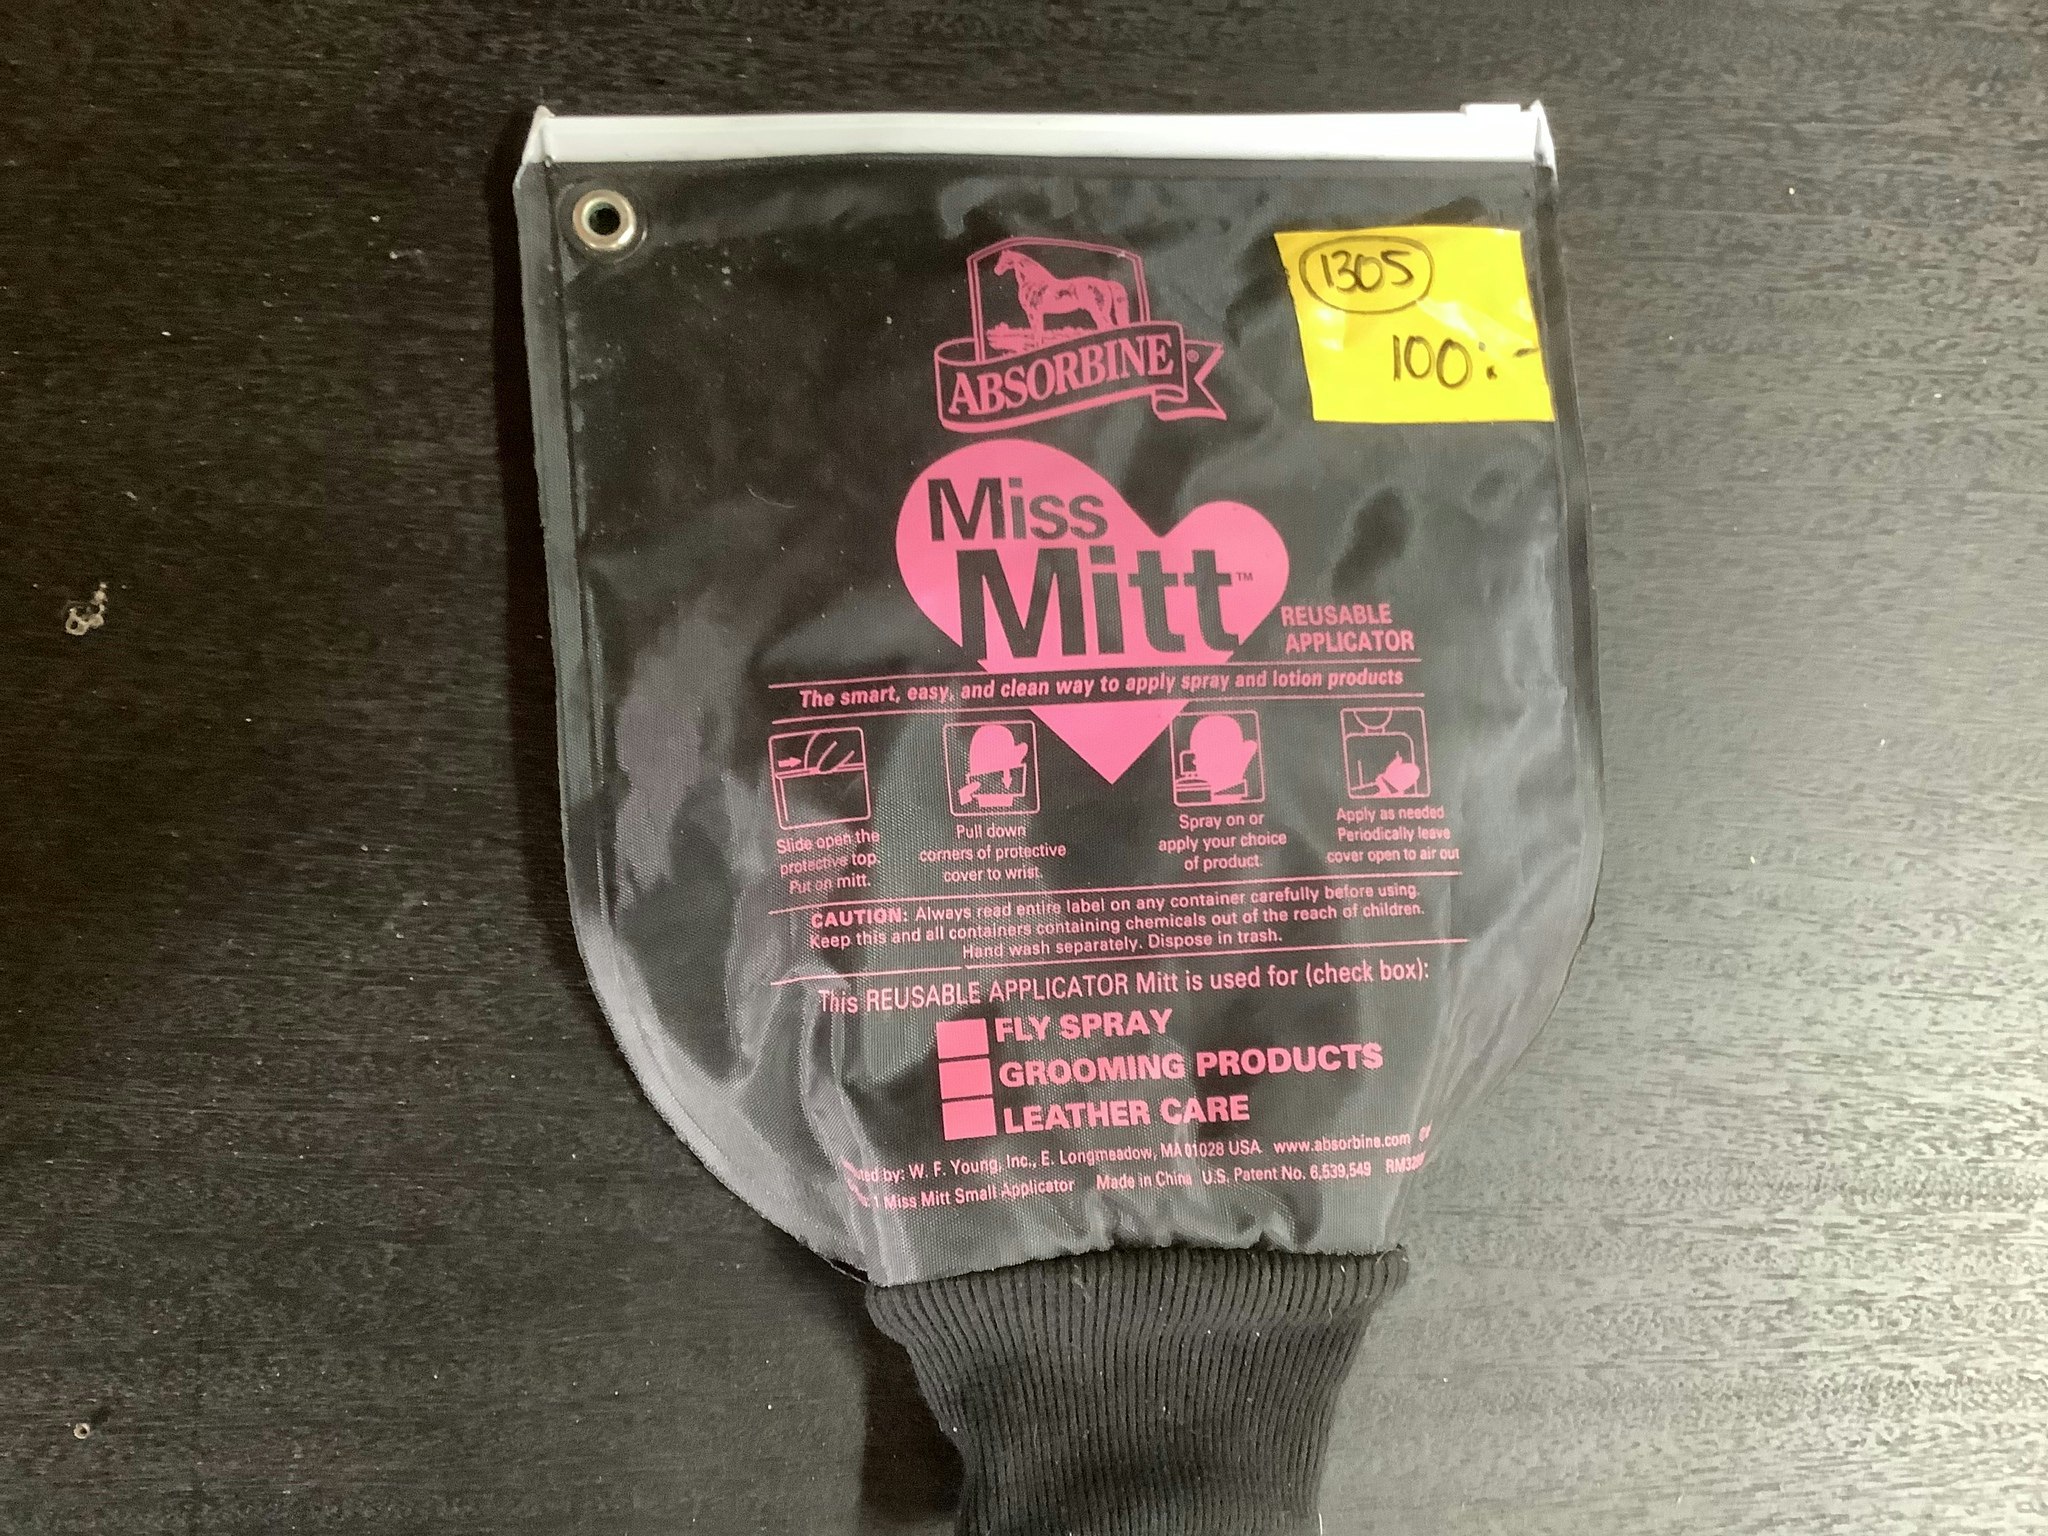 1305
100:-
ABSORBINE®
Miss
Mitt™
REUSABLE
APPLICATOR
The smart, easy, and clean way to apply spray and lotion products
Slide open the
protective top.
Put on mitt.
Pull down
corners of protective
cover to wrist.
Spray on or
apply your choice
of product.
Apply as needed
Periodically leave
cover open to air out
CAUTION: Always read entire label on any container carefully before using.
Keep this and all containers containing chemicals out of the reach of children.
Hand wash separately. Dispose in trash.
This REUSABLE APPLICATOR Mitt is used for (check box):
FLY SPRAY
GROOMING PRODUCTS
LEATHER CARE
by: W. F. Young, Inc., E. Longmeadow, MA 01028 USA www.absorbine.com
1 Miss Mitt Small Applicator Made in China U.S. Patent No. 6,539,549